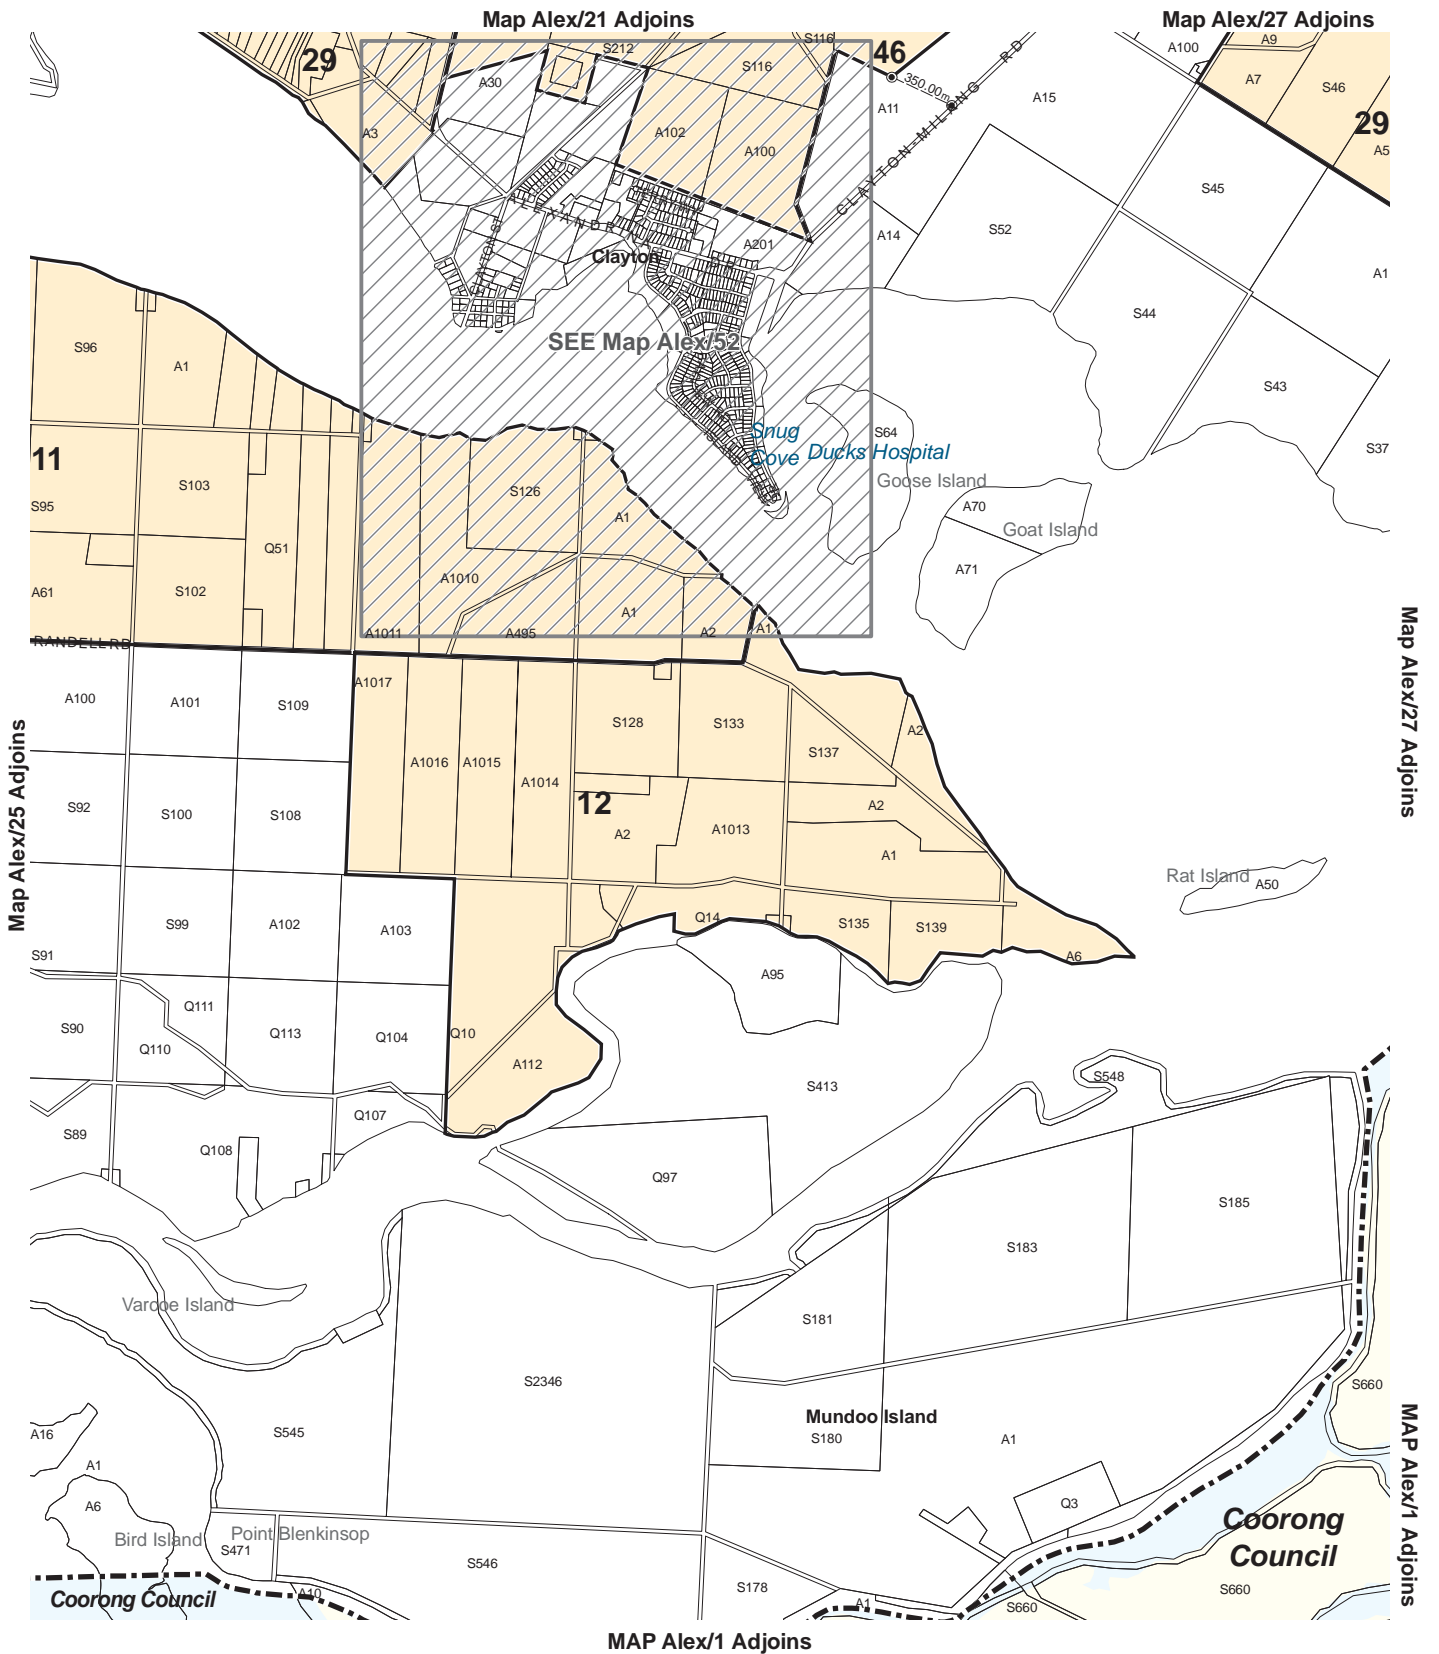 Map Alex/21 Adjoins
Map Alex/27 Adjoins
29
S212
S116
46
A100
A9
A30
S116
350.00m
CLAYTON-MILANG RD
A7
S46
A11
A15
29
A3
A102
A100
A5
S45
A14
S52
A201
Clayton
A1
S44
SEE Map Alex/52
S96
A1
S43
Snug
Cove
Ducks Hospital
S64
S37
11
S103
S126
Goose Island
S95
A70
Goat Island
A1
Q51
A71
A61
S102
A1010
A1
RANDELL RD
A1011
A495
A2
A1
Map Alex/27 Adjoins
A1017
A100
A101
S109
S128
S133
S137
A2
A1016
A1015
A1014
Map Alex/25 Adjoins
S92
S100
S108
12
A2
A1013
A2
A1
Rat Island
A50
S99
A102
A103
Q14
S135
S139
S91
A6
A95
Q111
S90
Q113
Q104
Q10
Q110
A112
S548
S413
Q107
S89
Q108
Q97
S185
S183
Varcoe Island
S181
S2346
S660
Mundoo Island
A16
S545
S180
A1
A1
MAP Alex/1 Adjoins
A6
Q3
Coorong
Council
Bird Island
Point Blenkinsop
S471
S546
S178
S660
Coorong Council
A10
A1
S660
MAP Alex/1 Adjoins